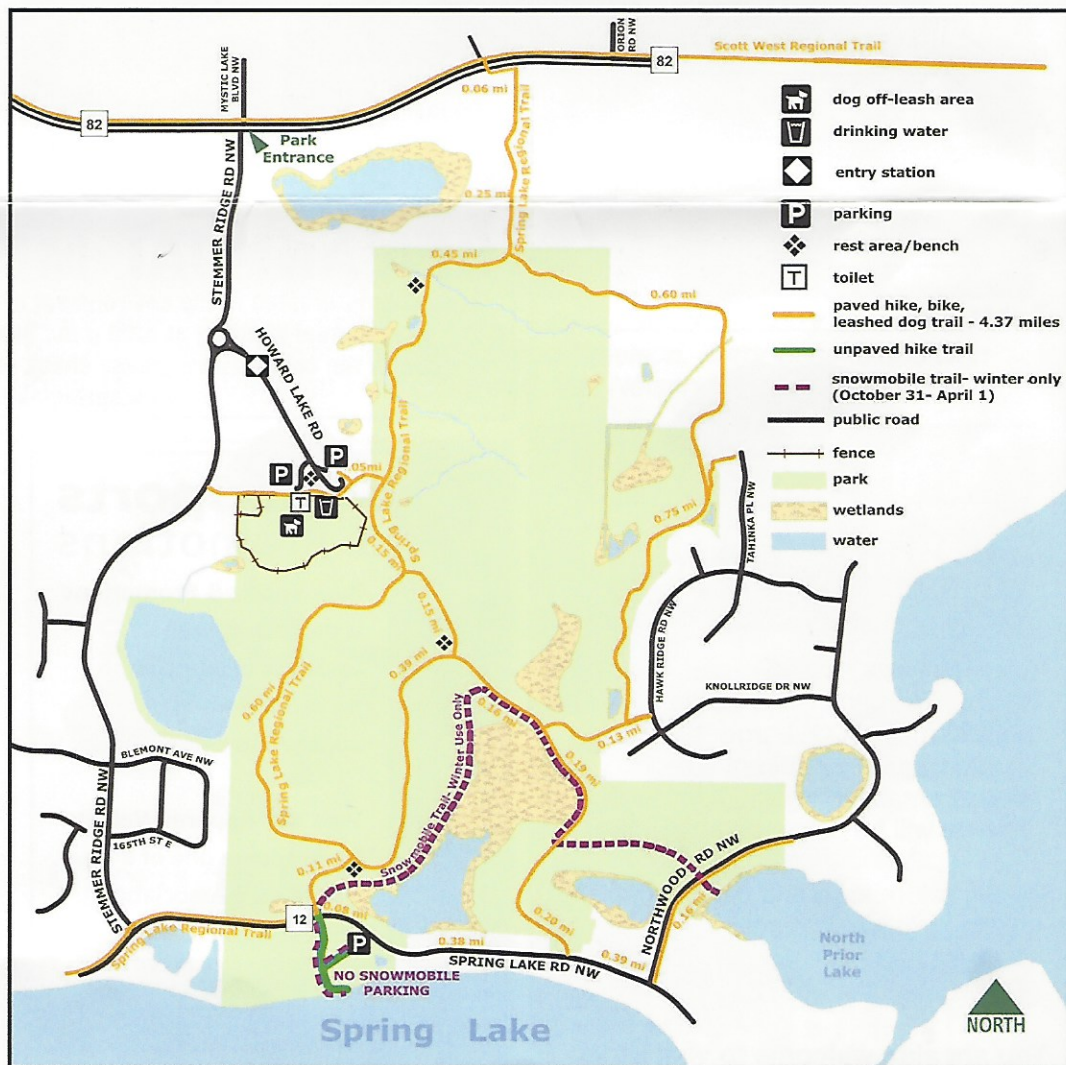 ORION
RD NW
Scott West Regional Trail
82
MYSTIC LAKE
BLVD NW
82
0.06 mi
Park
Entrance
dog off-leash area
drinking water
entry station
P
parking
rest area/bench
T
toilet
paved hike, bike,
leashed dog trail - 4.37 miles
unpaved hike trail
snowmobile trail- winter only
(October 31- April 1)
public road
fence
park
wetlands
water
Spring Lake Regional Trail
0.25 mi
STEMMER RIDGE RD NW
0.45 mi
0.60 mi
HOWARD LAKE RD
P
P
.05mi
T
Spring Lake Regional Trail
0.15 mi
0.75 mi
TAHINKA PL NW
0.15 mi
0.39 mi
HAWK RIDGE RD NW
KNOLLRIDGE DR NW
0.60 mi
Spring Lake Regional Trail
Snowmobile Trail- Winter Use Only
0.16 mi
0.13 mi
0.19 mi
BLEMONT AVE NW
165TH ST E
STEMMER RIDGE RD NW
0.11 mi
0.08 mi
12
Spring Lake Regional Trail
P
0.38 mi
SPRING LAKE RD NW
0.20 mi
0.39 mi
NORTHWOOD RD NW
0.16 mi
NO SNOWMOBILE
PARKING
North
Prior
Lake
Spring Lake
NORTH